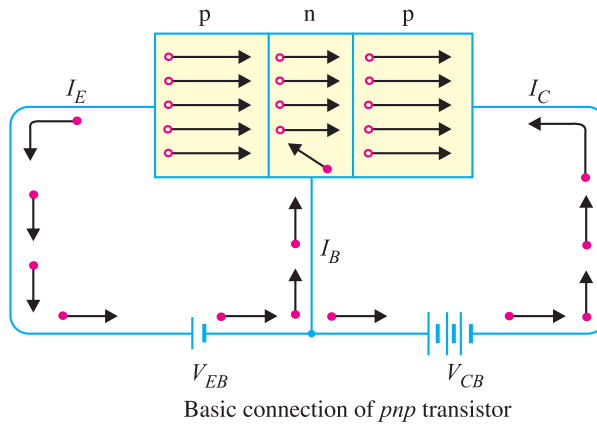 p n p
I_E I_C
I_B
V_EB V_CB
Basic connection of pnp transistor